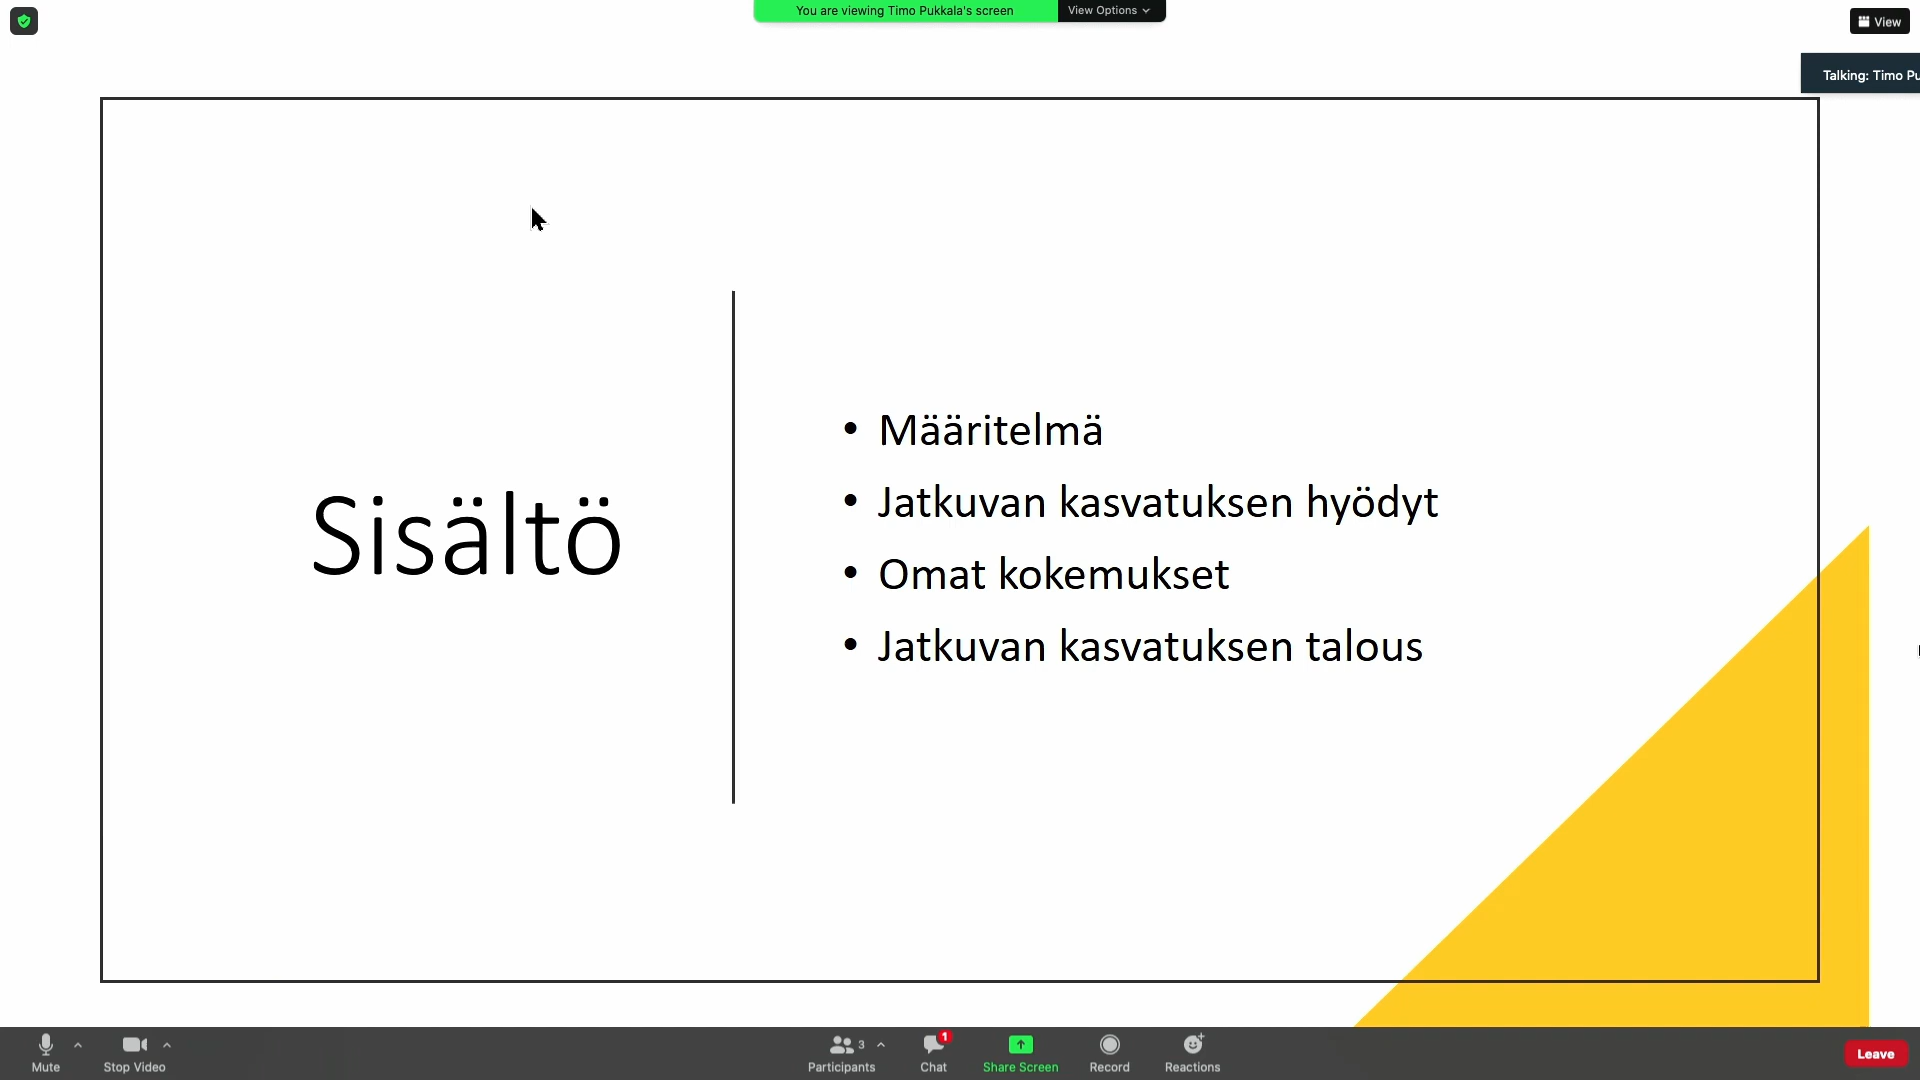 You are viewing Timo Pukkala's screen
View Options
View
Talking: Timo
Sisältö
• Määritelmä
• Jatkuvan kasvatuksen hyödyt
• Omat kokemukset
• Jatkuvan kasvatuksen talous
Mute
Stop Video
3
Participants
1
Chat
Share Screen
Record
Reactions
Leave